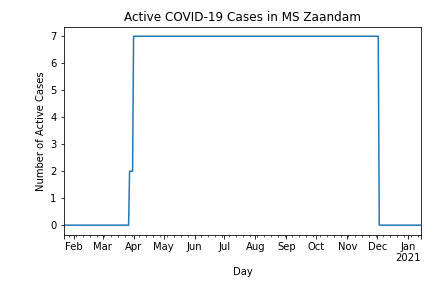 Active COVID-19 Cases in MS Zaandam
7
6
5
4
3
2
1
0
Number of Active Cases
Feb Mar Apr May Jun Jul Aug Sep Oct Nov Dec Jan
2021
Day